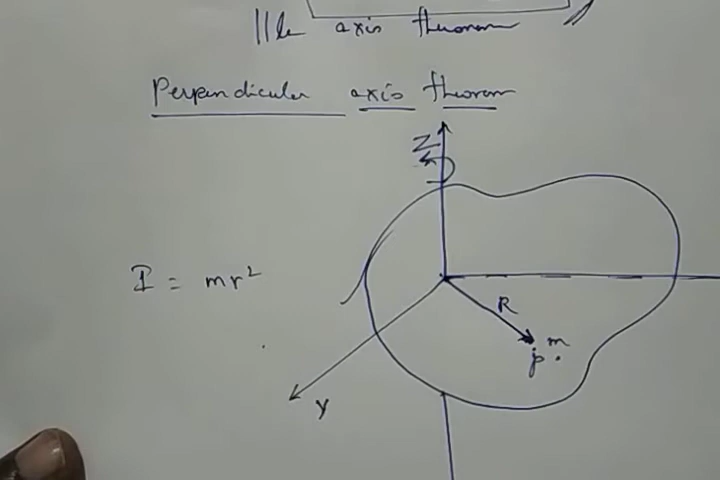 ||le axis theorem
Perpendicular axis theorem
Z
I = mr²
R
m
p.
y